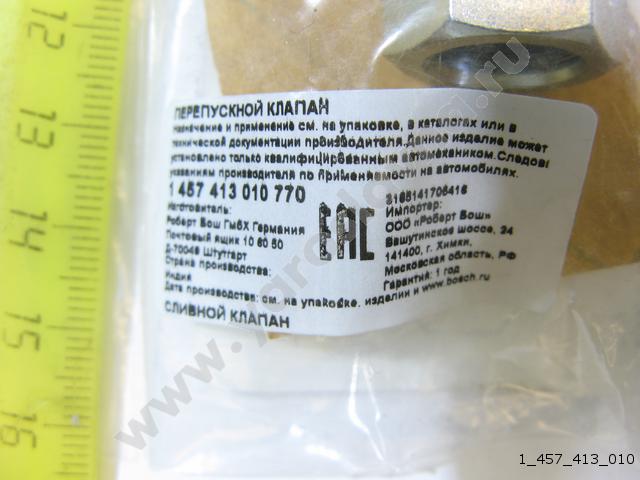 ПЕРЕПУСКНОЙ КЛАПАН
Назначение и применение см. на упаковке, в каталогах или в
технической документации производителя. Данное изделие может
установлено только квалифицированным автомехаником. Следова
указаниям производителя по применяемости на автомобилях.
1 457 413 010 770
Изготовитель:
Роберт Бош ГмбХ Германия
Почтовый ящик 10 60 50
Д-70049 Штутгарт
Страна производства:
Индия
Дата производства: см. на упаковке, изделии и www.bosch.ru
СЛИВНОЙ КЛАПАН
EAC
3165141706416
Импортер:
ООО «Роберт Бош»
Вашутинское шоссе, 24
141400, г. Химки,
Московская область, РФ
Гарантия: 1 год
12
13
14
15
16
1_457_413_010